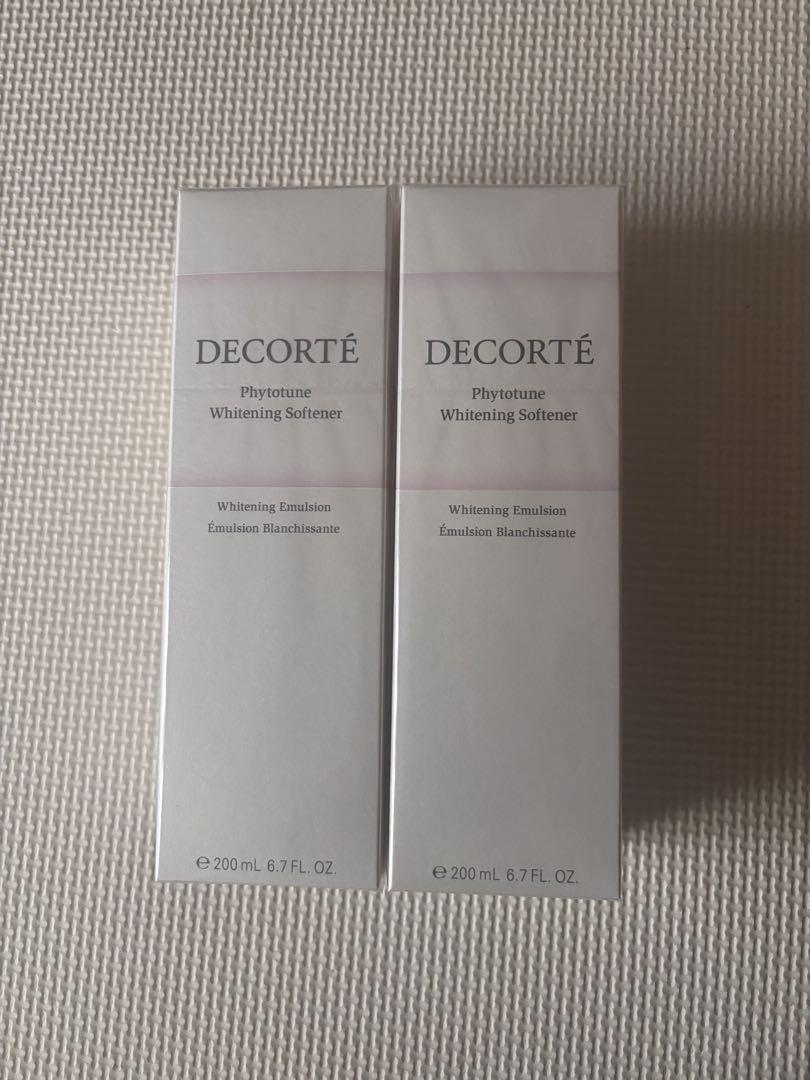 DECORTÉ
Phytotune
Whitening Softener
Whitening Emulsion
Émulsion Blanchissante
℮ 200 mL 6.7 FL. OZ.
DECORTÉ
Phytotune
Whitening Softener
Whitening Emulsion
Émulsion Blanchissante
℮ 200 mL 6.7 FL. OZ.